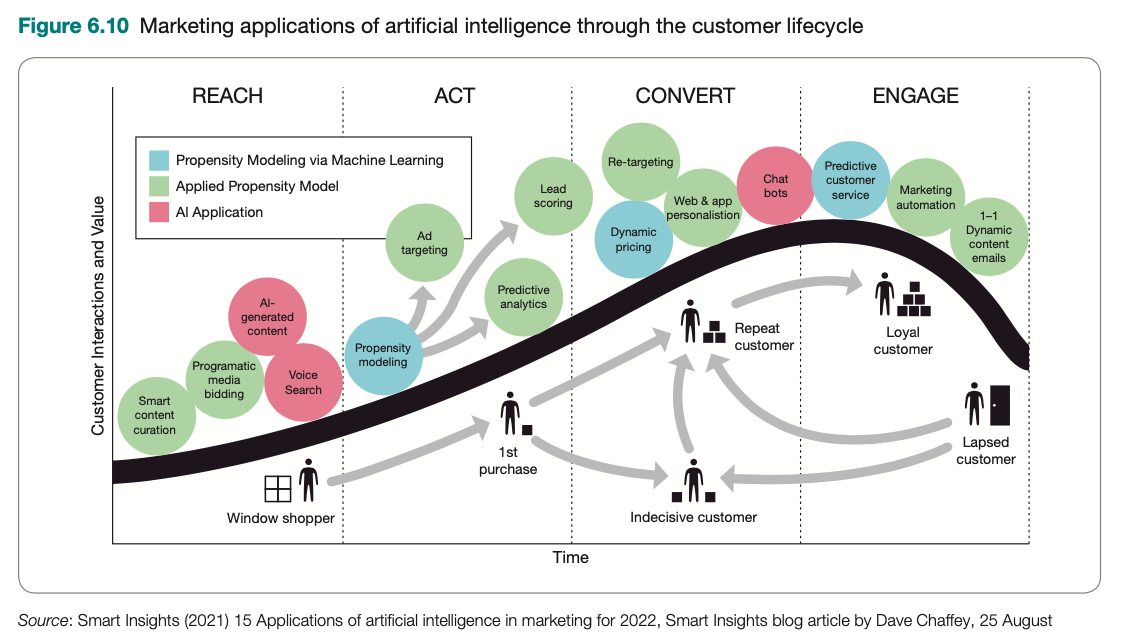 Figure 6.10 Marketing applications of artificial intelligence through the customer lifecycle
REACH
ACT
CONVERT
ENGAGE
Propensity Modeling via Machine Learning
Applied Propensity Model
AI Application
Customer Interactions and Value
Smart
content
curation
Programatic
media
bidding
AI-
generated
content
Voice
Search
Propensity
modeling
Ad
targeting
Lead
scoring
Predictive
analytics
Re-targeting
Dynamic
pricing
Web & app
personalistion
Chat
bots
Predictive
customer
service
Marketing
automation
1–1
Dynamic
content
emails
Window shopper
1st
purchase
Repeat
customer
Indecisive customer
Loyal
customer
Lapsed
customer
Time
Source: Smart Insights (2021) 15 Applications of artificial intelligence in marketing for 2022, Smart Insights blog article by Dave Chaffey, 25 August